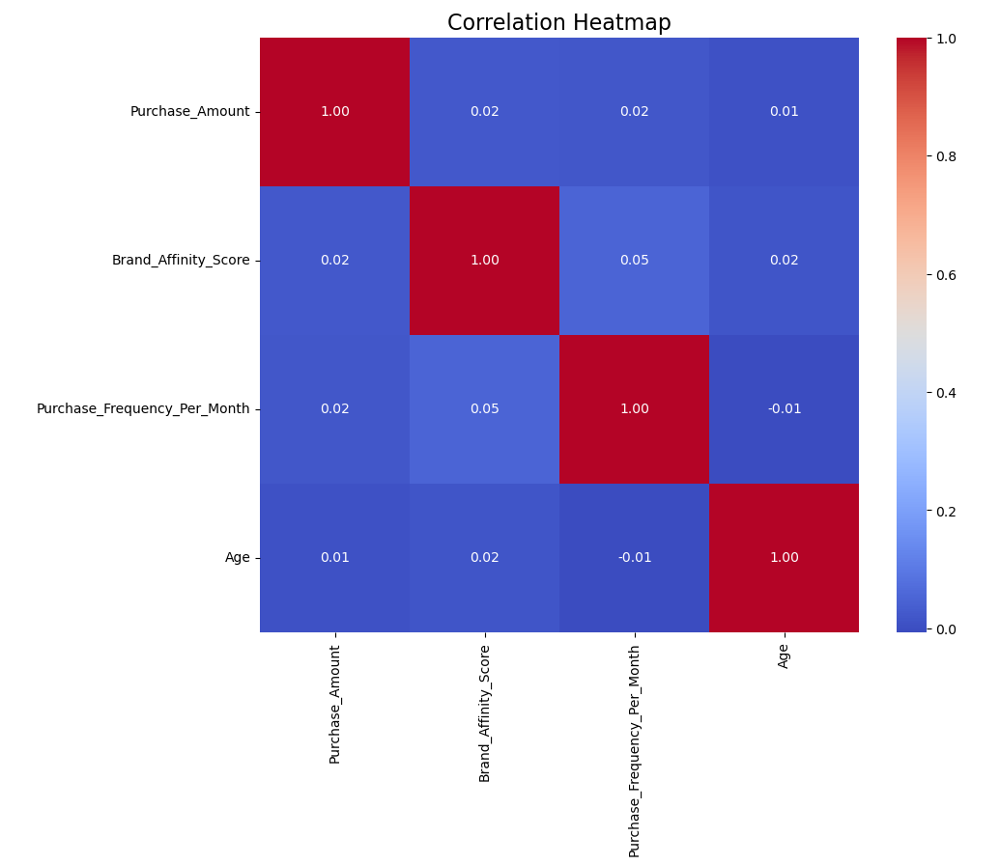 Correlation Heatmap
Purchase_Amount 1.00 0.02 0.02 0.01
Brand_Affinity_Score 0.02 1.00 0.05 0.02
Purchase_Frequency_Per_Month 0.02 0.05 1.00 -0.01
Age 0.01 0.02 -0.01 1.00
Purchase_Amount
Brand_Affinity_Score
Purchase_Frequency_Per_Month
Age
1.0
0.8
0.6
0.4
0.2
0.0